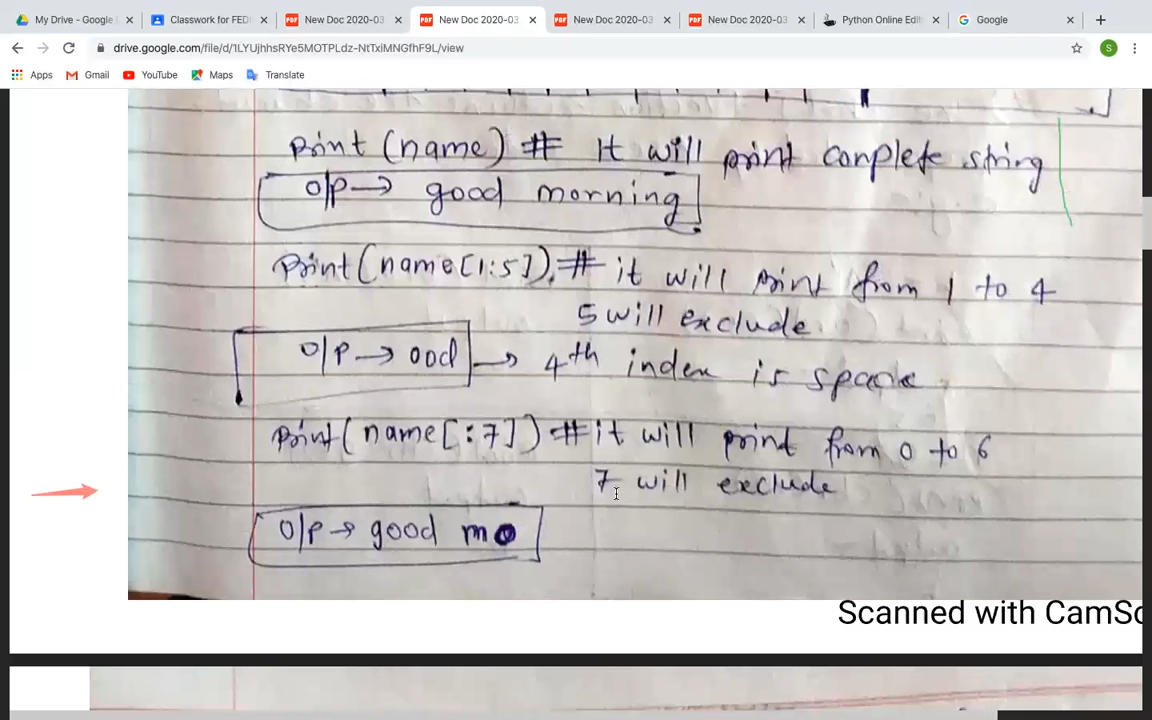 My Drive - Google
Classwork for FEDI
New Doc 2020-03
New Doc 2020-03
New Doc 2020-03
New Doc 2020-03
Python Online Edit
Google
drive.google.com/file/d/1LYUjhhsRYe5MOTPLdz-NtTxiMNGfhF9L/view
S
Apps Gmail YouTube Maps Translate
Print (name) # It will print complete string
O/P → good morning
Print(name[1:5]) # it will print from 1 to 4
5 will exclude
O/P → ood → 4th index is space
Print(name[:7]) # it will print from 0 to 6
7 will exclude
O/P → good mo
Scanned with CamSc